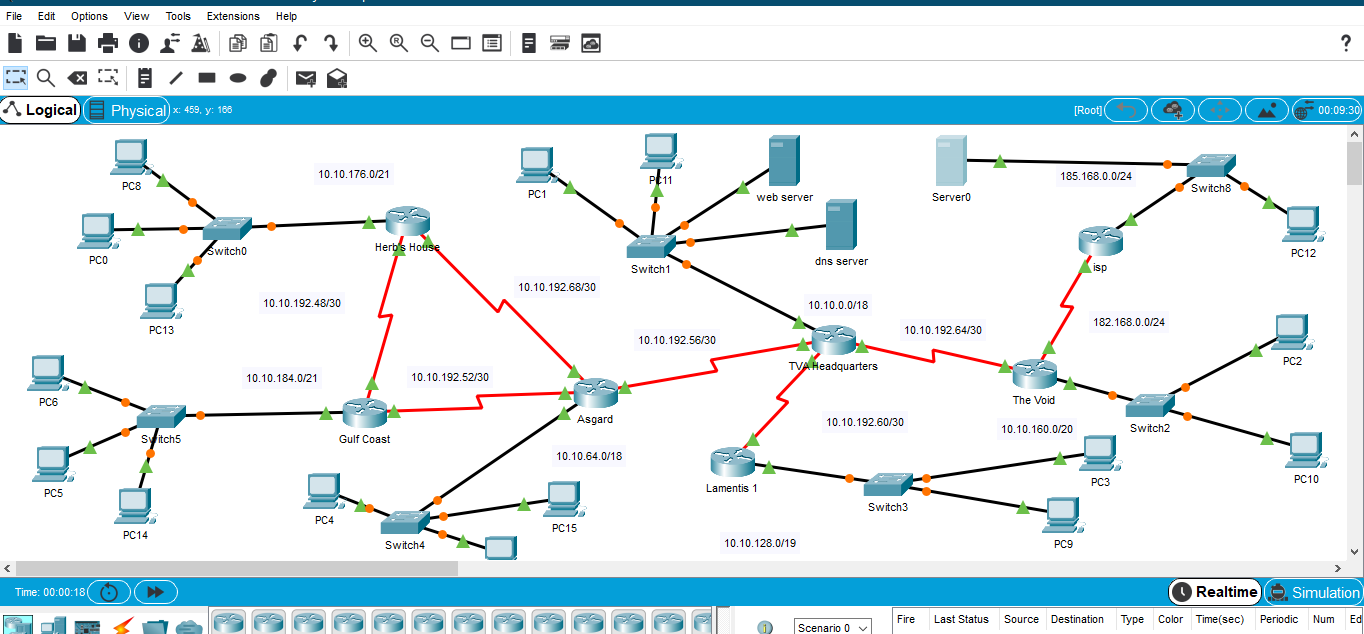 File Edit Options View Tools Extensions Help
?
Logical Physical x: 459, y: 166 [Root] 00:09:30
PC8
10.10.176.0/21
PC1
PC11
web server
Server0
185.168.0.0/24
Switch8
PC0
Switch0
Herb's House
Switch1
dns server
isp
PC12
PC13
10.10.192.48/30
10.10.192.68/30
10.10.0.0/18
10.10.192.56/30
10.10.192.64/30
182.168.0.0/24
PC6
10.10.184.0/21
10.10.192.52/30
TVA Headquarters
The Void
PC2
Switch5
Gulf Coast
Asgard
10.10.192.60/30
10.10.160.0/20
Switch2
PC5
10.10.64.0/18
Lamentis 1
PC3
PC10
PC14
PC4
Switch4
PC15
Switch3
PC9
10.10.128.0/19
Time: 00:00:18 Realtime Simulation
Scenario 0
Fire Last Status Source Destination Type Color Time(sec) Periodic Num Ed